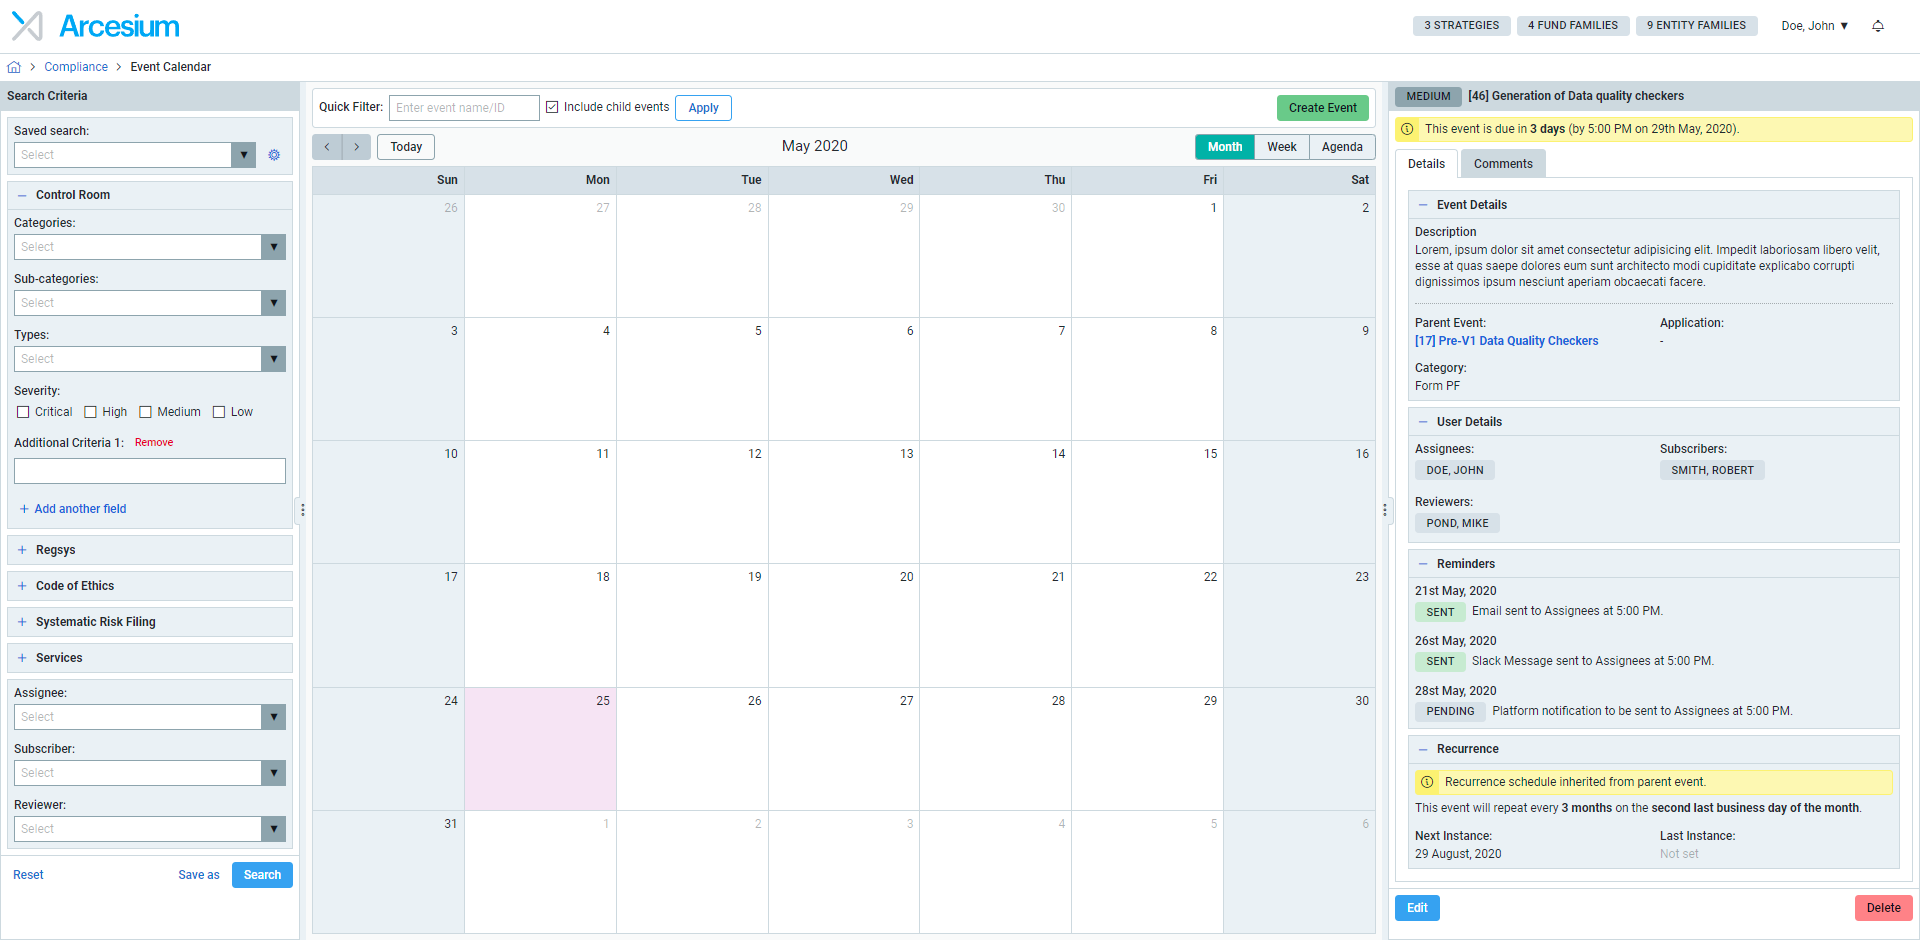 Arcesium
3 STRATEGIES
4 FUND FAMILIES
9 ENTITY FAMILIES
Doe, John ▼
> Compliance > Event Calendar
Search Criteria
Saved search:
Select
− Control Room
Categories:
Select
Sub-categories:
Select
Types:
Select
Severity:
Critical High Medium Low
Additional Criteria 1: Remove
+ Add another field
+ Regsys
+ Code of Ethics
+ Systematic Risk Filing
+ Services
Assignee:
Select
Subscriber:
Select
Reviewer:
Select
Reset Save as Search
Quick Filter: Enter event name/ID Include child events Apply Create Event
< > Today May 2020 Month Week Agenda
Sun Mon Tue Wed Thu Fri Sat
26 27 28 29 30 1 2
3 4 5 6 7 8 9
10 11 12 13 14 15 16
17 18 19 20 21 22 23
24 25 26 27 28 29 30
31 1 2 3 4 5 6
MEDIUM [46] Generation of Data quality checkers
This event is due in 3 days (by 5:00 PM on 29th May, 2020).
Details Comments
− Event Details
Description
Lorem, ipsum dolor sit amet consectetur adipisicing elit. Impedit laboriosam libero velit,
esse at quas saepe dolores eum sunt architecto modi cupiditate explicabo corrupti
dignissimos ipsum nesciunt aperiam obcaecati facere.
Parent Event: Application:
[17] Pre-V1 Data Quality Checkers -
Category:
Form PF
− User Details
Assignees: Subscribers:
DOE, JOHN SMITH, ROBERT
Reviewers:
POND, MIKE
− Reminders
21st May, 2020
SENT Email sent to Assignees at 5:00 PM.
26st May, 2020
SENT Slack Message sent to Assignees at 5:00 PM.
28st May, 2020
PENDING Platform notification to be sent to Assignees at 5:00 PM.
− Recurrence
Recurrence schedule inherited from parent event.
This event will repeat every 3 months on the second last business day of the month.
Next Instance: Last Instance:
29 August, 2020 Not set
Edit Delete